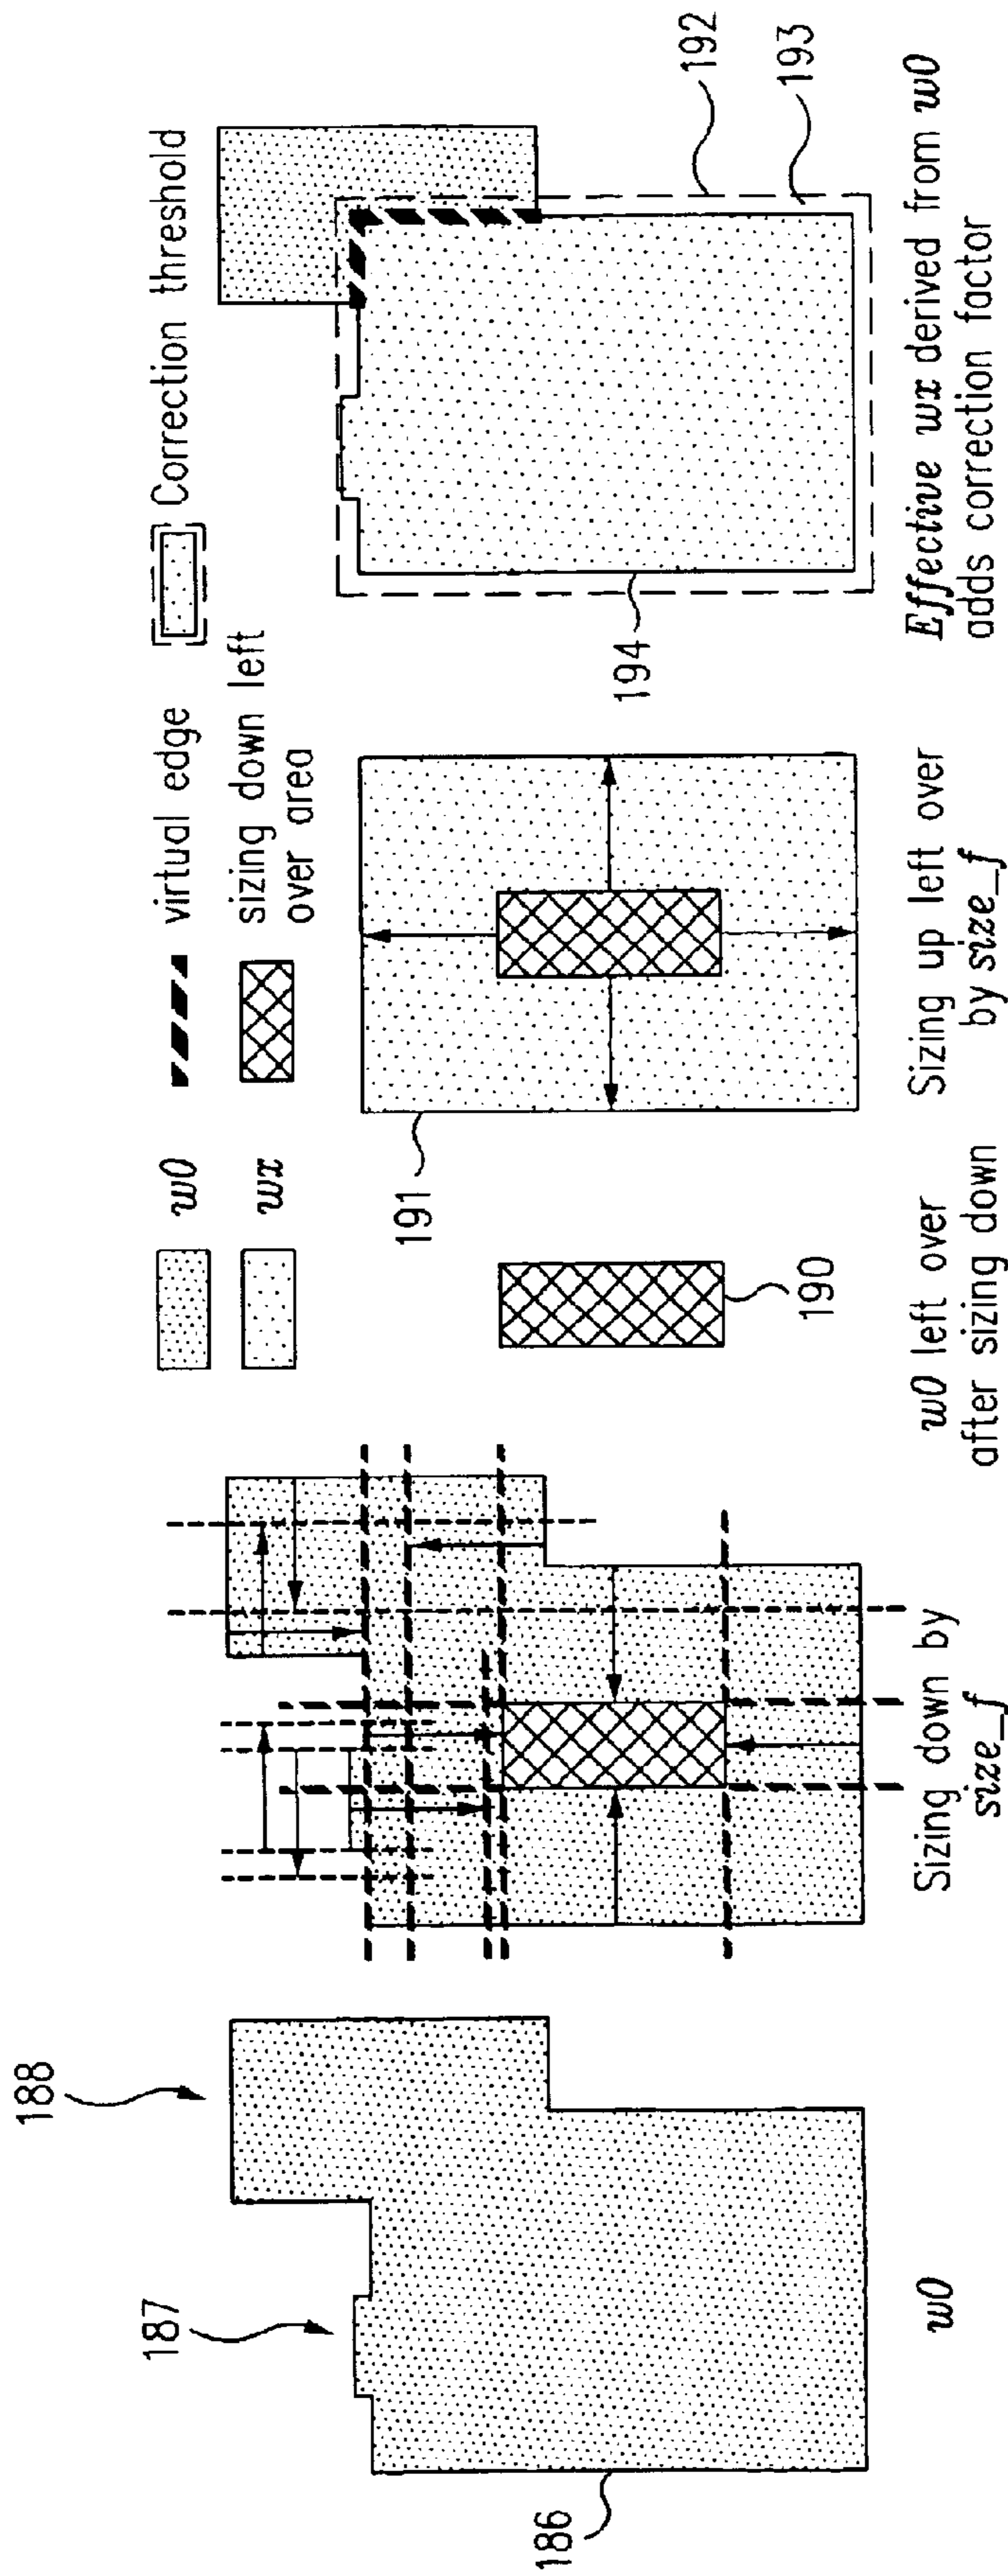 w0
wx
virtual edge
sizing down left
over area
Correction threshold
188
187
186
w0
Sizing down by
size_f
190
w0 left over
after sizing down
191
Sizing up left over
by size_f
192
193
194
Effective wx derived from w0
adds correction factor